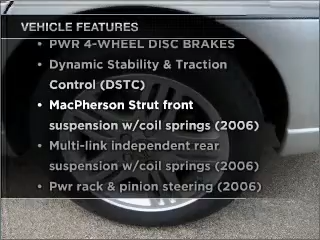 VEHICLE FEATURES
• PWR 4-WHEEL DISC BRAKES
• Dynamic Stability & Traction
Control (DSTC)
• MacPherson Strut front
suspension w/coil springs (2006)
• Multi-link independent rear
suspension w/coil springs (2006)
• Pwr rack & pinion steering (2006)